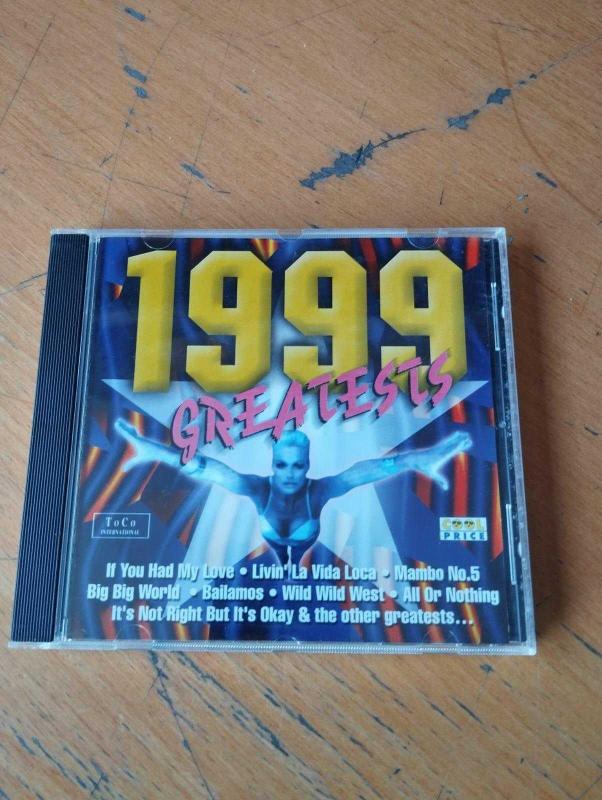 1999
GREATESTS
ToCo
INTERNATIONAL
COOL
PRICE
If You Had My Love • Livin' La Vida Loca • Mambo No.5
Big Big World • Bailamos • Wild Wild West • All Or Nothing
It's Not Right But It's Okay & the other greatests...